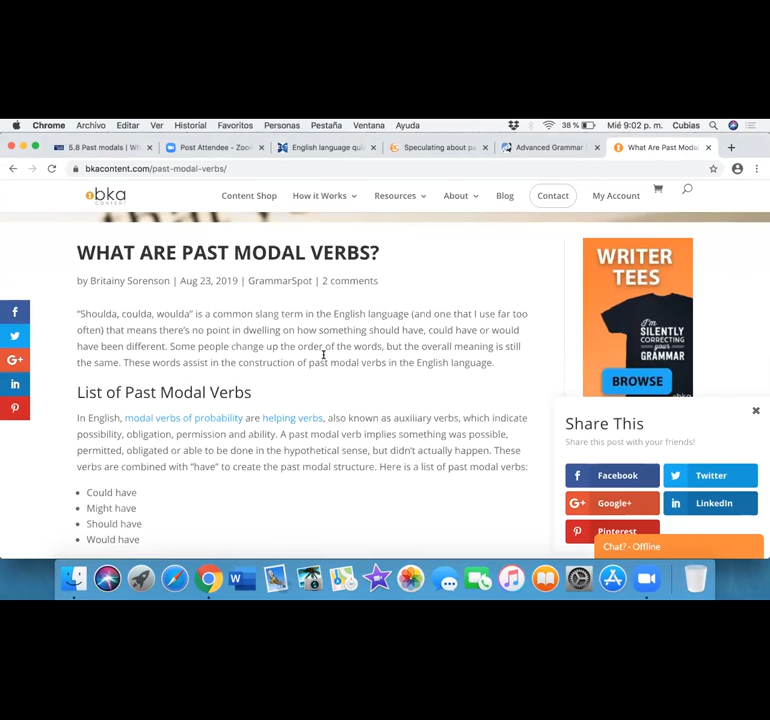 Chrome Archivo Editar Ver Historial Favoritos Personas Pestaña Ventana Ayuda 38 % Mié 9:02 p. m. Cubias
5.8 Past modals | Post Attendee - Zoo English language qui Speculating about pa Advanced Grammar What Are Past Moda
bkacontent.com/past-modal-verbs/
bka
CONTENT
Content Shop How it Works Resources About Blog Contact My Account
WHAT ARE PAST MODAL VERBS?
by Britainy Sorenson | Aug 23, 2019 | GrammarSpot | 2 comments
“Shoulda, coulda, woulda” is a common slang term in the English language (and one that I use far too
often) that means there’s no point in dwelling on how something should have, could have or would
have been different. Some people change up the order of the words, but the overall meaning is still
the same. These words assist in the construction of past modal verbs in the English language.
List of Past Modal Verbs
In English, modal verbs of probability are helping verbs, also known as auxiliary verbs, which indicate
possibility, obligation, permission and ability. A past modal verb implies something was possible,
permitted, obligated or able to be done in the hypothetical sense, but didn’t actually happen. These
verbs are combined with “have” to create the past modal structure. Here is a list of past modal verbs:
Could have
Might have
Should have
Would have
WRITER
TEES
I'm
SILENTLY
CORRECTING
your
GRAMMAR
BROWSE
Share This
Share this post with your friends!
Facebook
Twitter
Google+
LinkedIn
Pinterest
Chat? - Offline